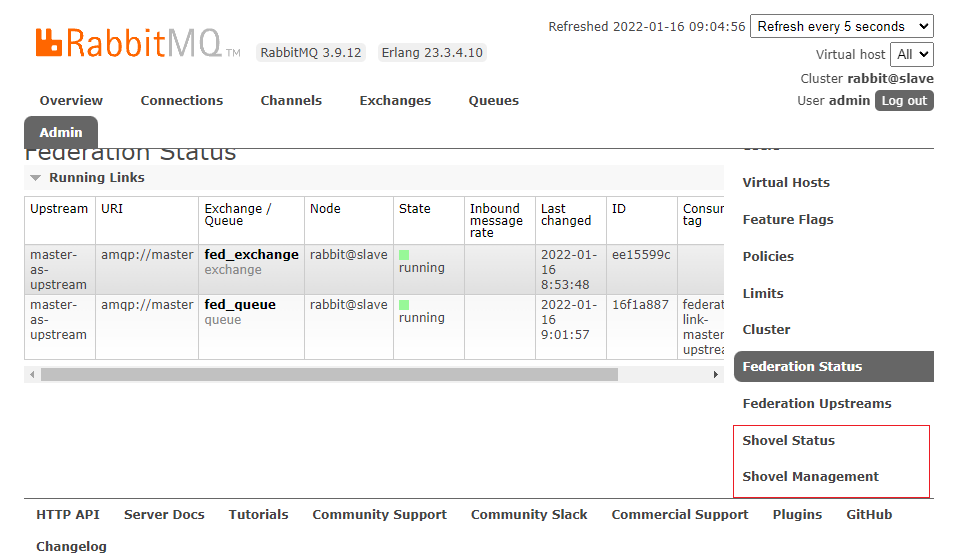 RabbitMQ TM RabbitMQ 3.9.12 Erlang 23.3.4.10
Refreshed 2022-01-16 09:04:56 Refresh every 5 seconds
Virtual host All
Cluster rabbit@slave
User admin Log out
Overview Connections Channels Exchanges Queues
Admin
Federation Status
Running Links
Upstream URI Exchange / Queue Node State Inbound message rate Last changed ID Consu tag
master-as-upstream amqp://master fed_exchange exchange rabbit@slave running 2022-01-16 8:53:48 ee15599c
master-as-upstream amqp://master fed_queue queue rabbit@slave running 2022-01-16 9:01:57 16f1a887 federat link-master upstrea
Virtual Hosts
Feature Flags
Policies
Limits
Cluster
Federation Status
Federation Upstreams
Shovel Status
Shovel Management
HTTP API Server Docs Tutorials Community Support Community Slack Commercial Support Plugins GitHub
Changelog